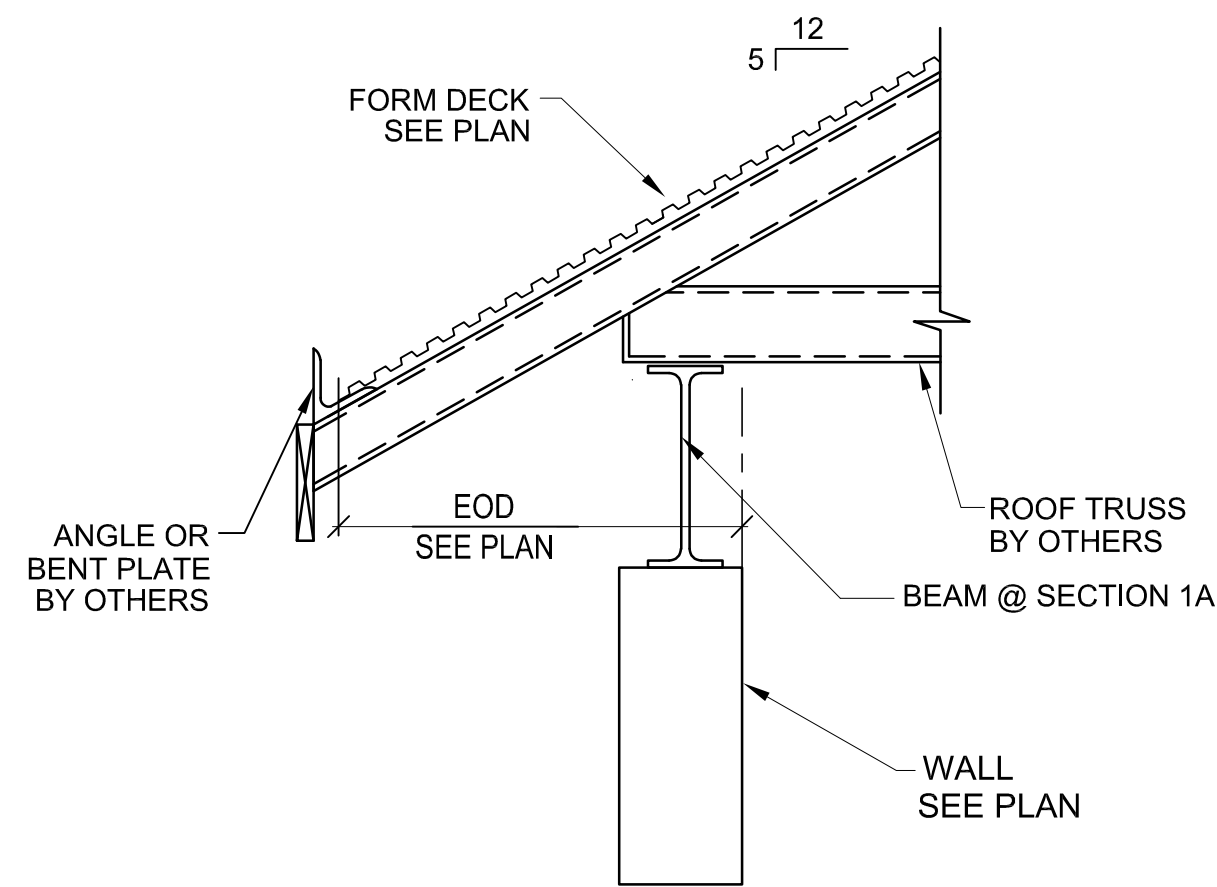 12
5
FORM DECK
SEE PLAN
EOD
SEE PLAN
ANGLE OR
BENT PLATE
BY OTHERS
ROOF TRUSS
BY OTHERS
BEAM @ SECTION 1A
WALL
SEE PLAN